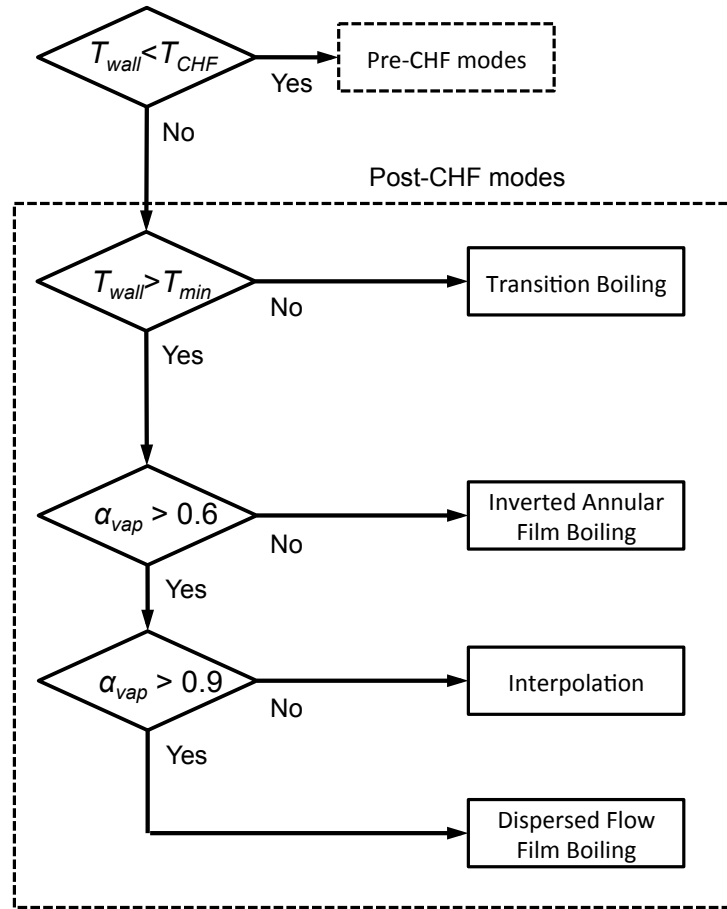 T_wall<T_CHF
Yes
Pre-CHF modes
No
Post-CHF modes
T_wall>T_min
No
Transition Boiling
Yes
α_vap > 0.6
No
Inverted Annular
Film Boiling
Yes
α_vap > 0.9
No
Interpolation
Yes
Dispersed Flow
Film Boiling